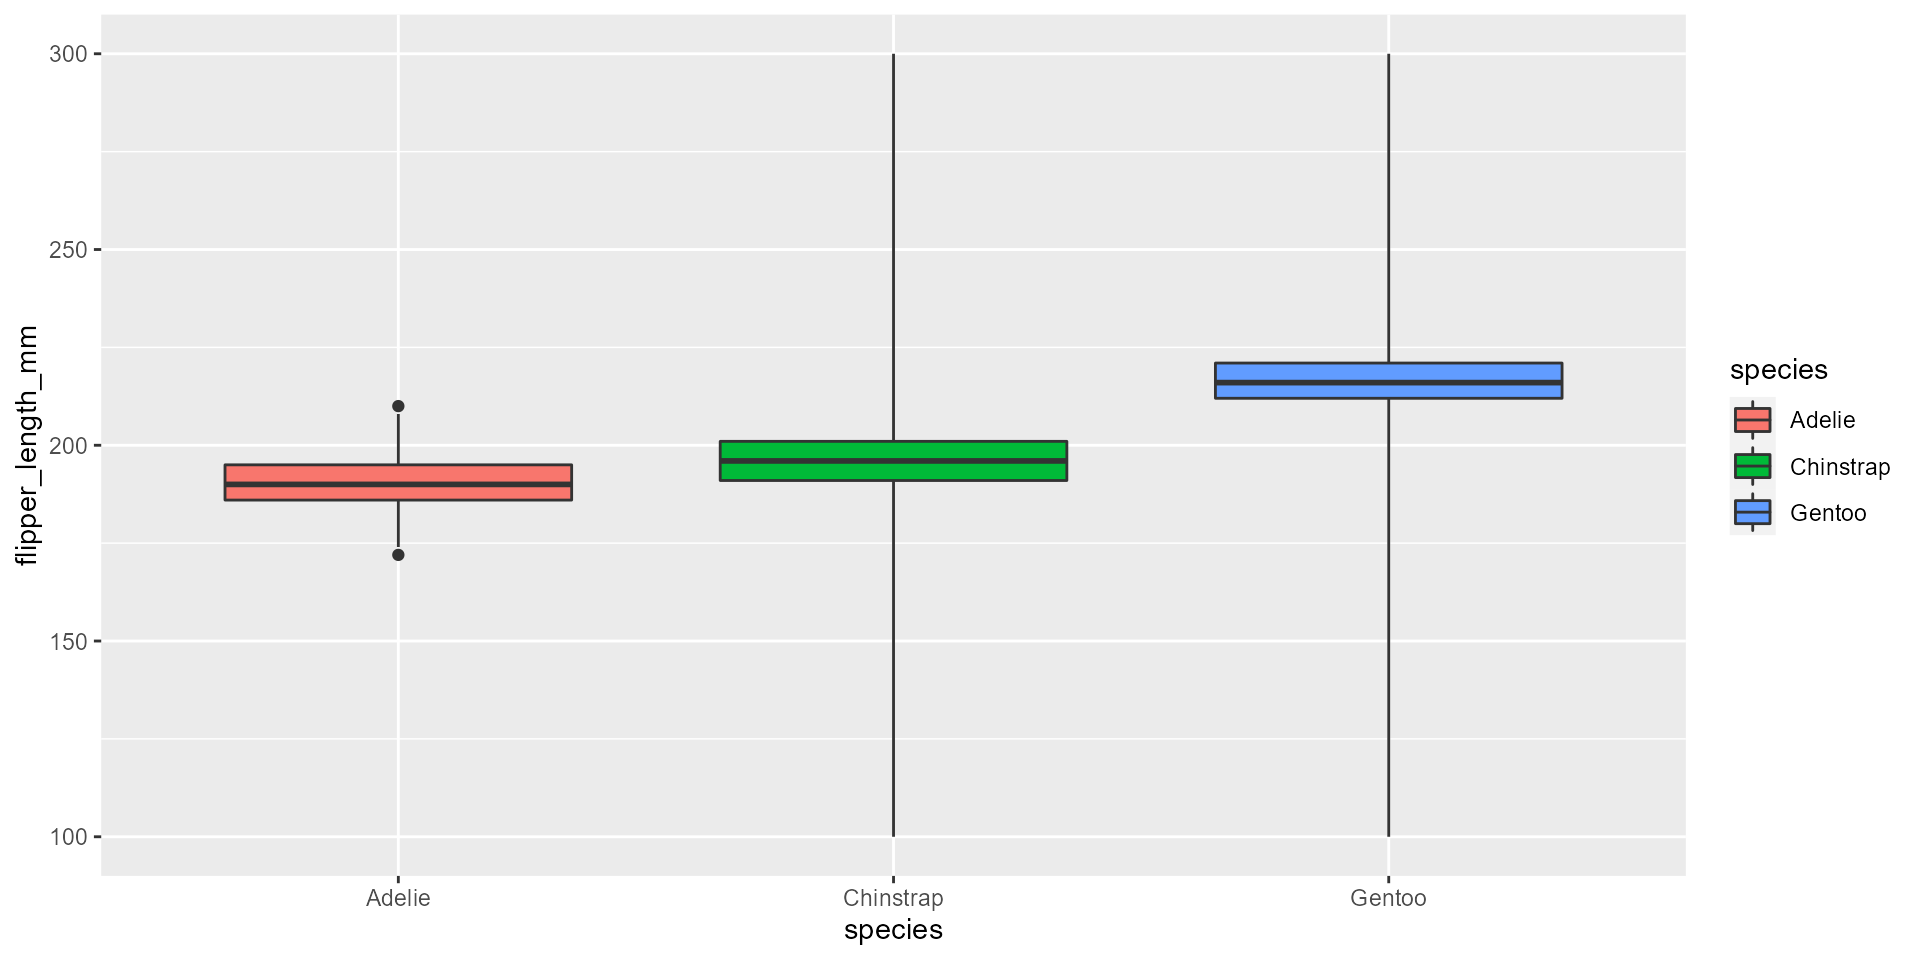 flipper_length_mm
300
250
200
150
100
Adelie
Chinstrap
Gentoo
species
species
Adelie
Chinstrap
Gentoo